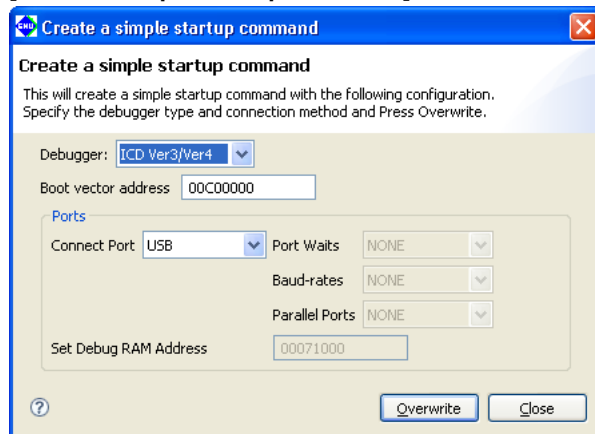 Create a simple startup command
Create a simple startup command
This will create a simple startup command with the following configuration.
Specify the debugger type and connection method and Press Overwrite.
Debugger: ICD Ver3/Ver4
Boot vector address 00C00000
Ports
Connect Port USB Port Waits NONE
Baud-rates NONE
Parallel Ports NONE
Set Debug RAM Address 00071000
Overwrite Close